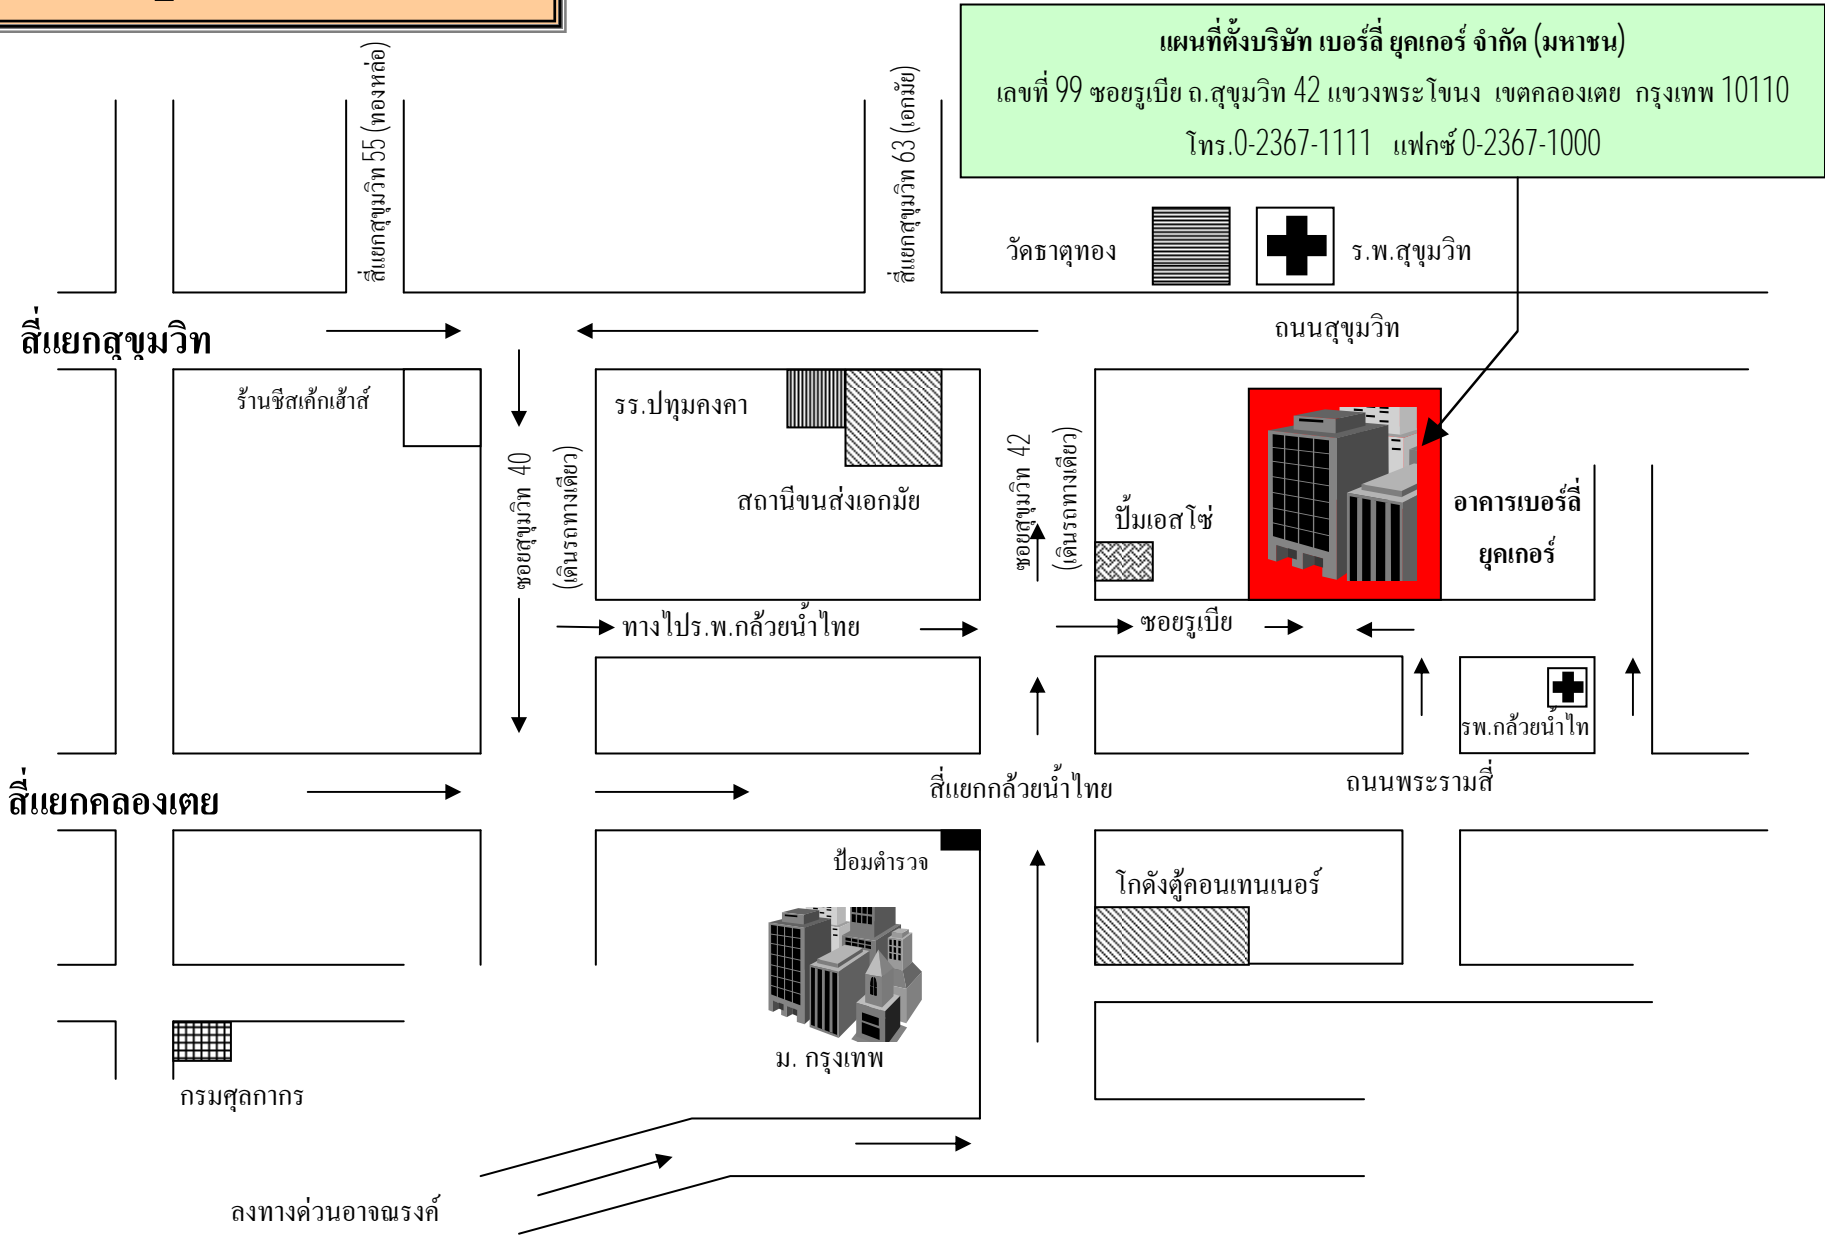 แผนที่ตั้งบริษัท เบอร์ลี่ ยุคเกอร์ จำกัด (มหาชน)
เลขที่ 99 ซอยรูเบีย ถ.สุขุมวิท 42 แขวงพระโขนง เขตคลองเตย กรุงเทพ 10110
โทร.0-2367-1111 แฟกซ์ 0-2367-1000
สี่แยกสุขุมวิท 55 (ทองหล่อ)
สี่แยกสุขุมวิท 63 (เอกมัย)
วัดธาตุทอง
ร.พ.สุขุมวิท
สี่แยกสุขุมวิท
ถนนสุขุมวิท
ร้านชีสเค้กเฮ้าส์
ซอยสุขุมวิท 40
(เดินรถทางเดียว)
รร.ปทุมคงคา
สถานีขนส่งเอกมัย
ซอยสุขุมวิท 42
(เดินรถทางเดียว)
ปั้มเอสโซ่
อาคารเบอร์ลี่
ยุคเกอร์
ทางไปร.พ.กล้วยน้ำไทย
ซอยรูเบีย
รพ.กล้วยน้ำไท
สี่แยกคลองเตย
สี่แยกกล้วยน้ำไทย
ถนนพระรามสี่
ป้อมตำรวจ
โกดังตู้คอนเทนเนอร์
ม. กรุงเทพ
กรมศุลกากร
ลงทางด่วนอาจณรงค์